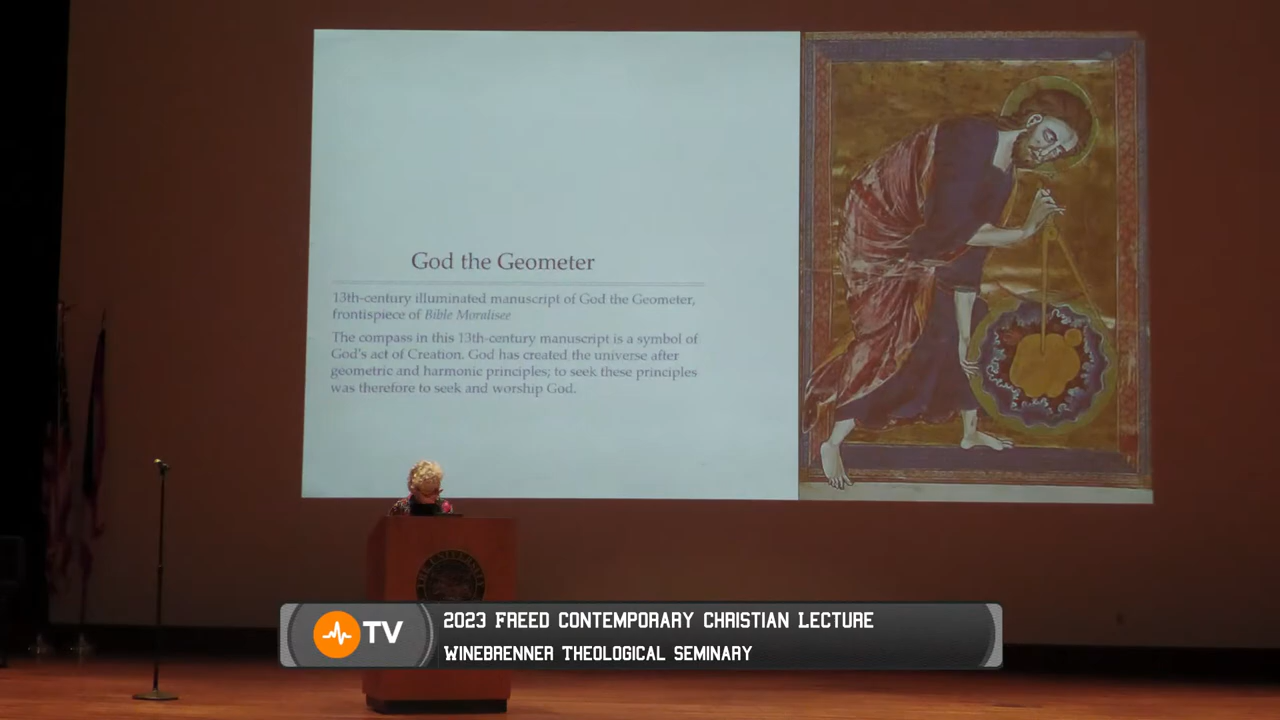 God the Geometer
13th-century illuminated manuscript of God the Geometer,
frontispiece of Bible Moralisee
The compass in this 13th-century manuscript is a symbol of
God's act of Creation. God has created the universe after
geometric and harmonic principles; to seek these principles
was therefore to seek and worship God.
THE UNIVERSITY
TV
2023 FREED CONTEMPORARY CHRISTIAN LECTURE
WINEBRENNER THEOLOGICAL SEMINARY